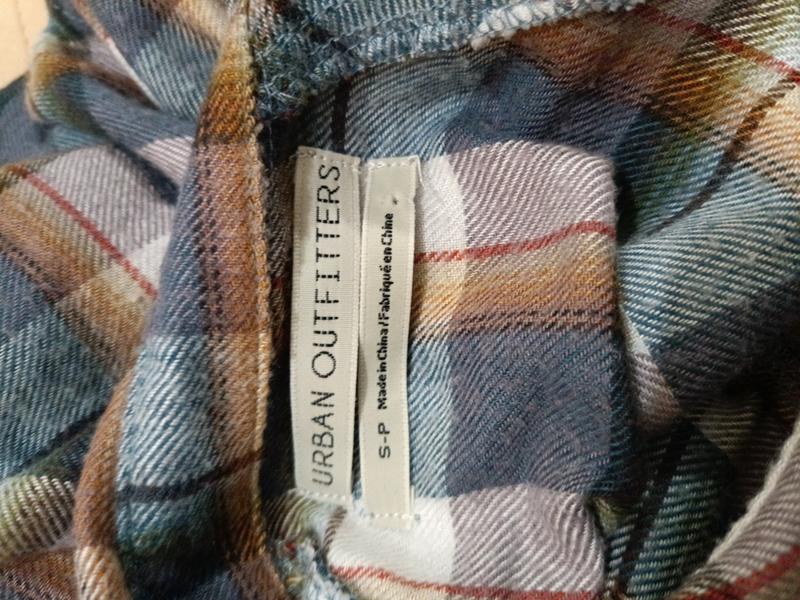 URBAN OUTFITTERS
S-P Made in China/Fabriqué en Chine